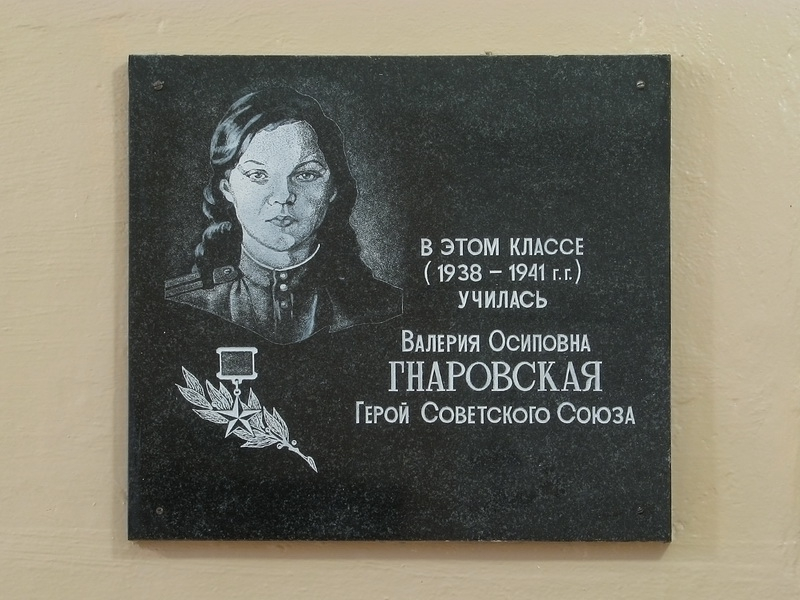 В ЭТОМ КЛАССЕ
(1938 – 1941 г.г.)
УЧИЛАСЬ
ВАЛЕРИЯ ОСИПОВНА
ГНАРОВСКАЯ
ГЕРОЙ СОВЕТСКОГО СОЮЗА